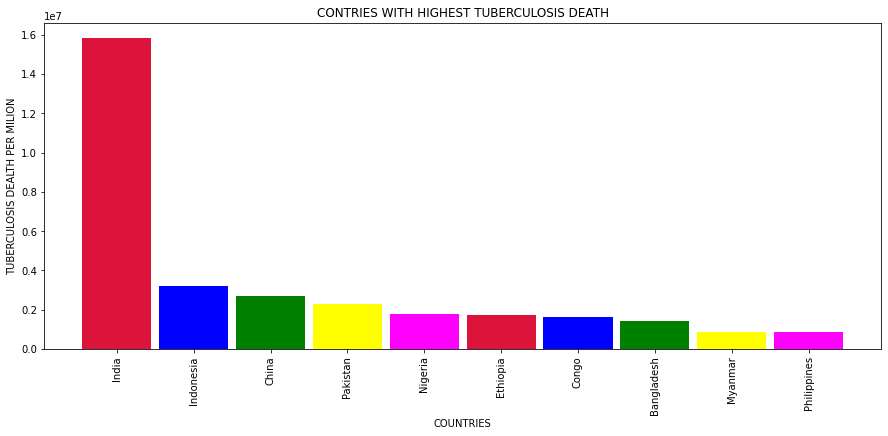 CONTRIES WITH HIGHEST TUBERCULOSIS DEATH
1e7
1.6
1.4
1.2
1.0
0.8
0.6
0.4
0.2
0.0
TUBERCULOSIS DEALTH PER MILION
India
Indonesia
China
Pakistan
Nigeria
Ethiopia
Congo
Bangladesh
Myanmar
Philippines
COUNTRIES